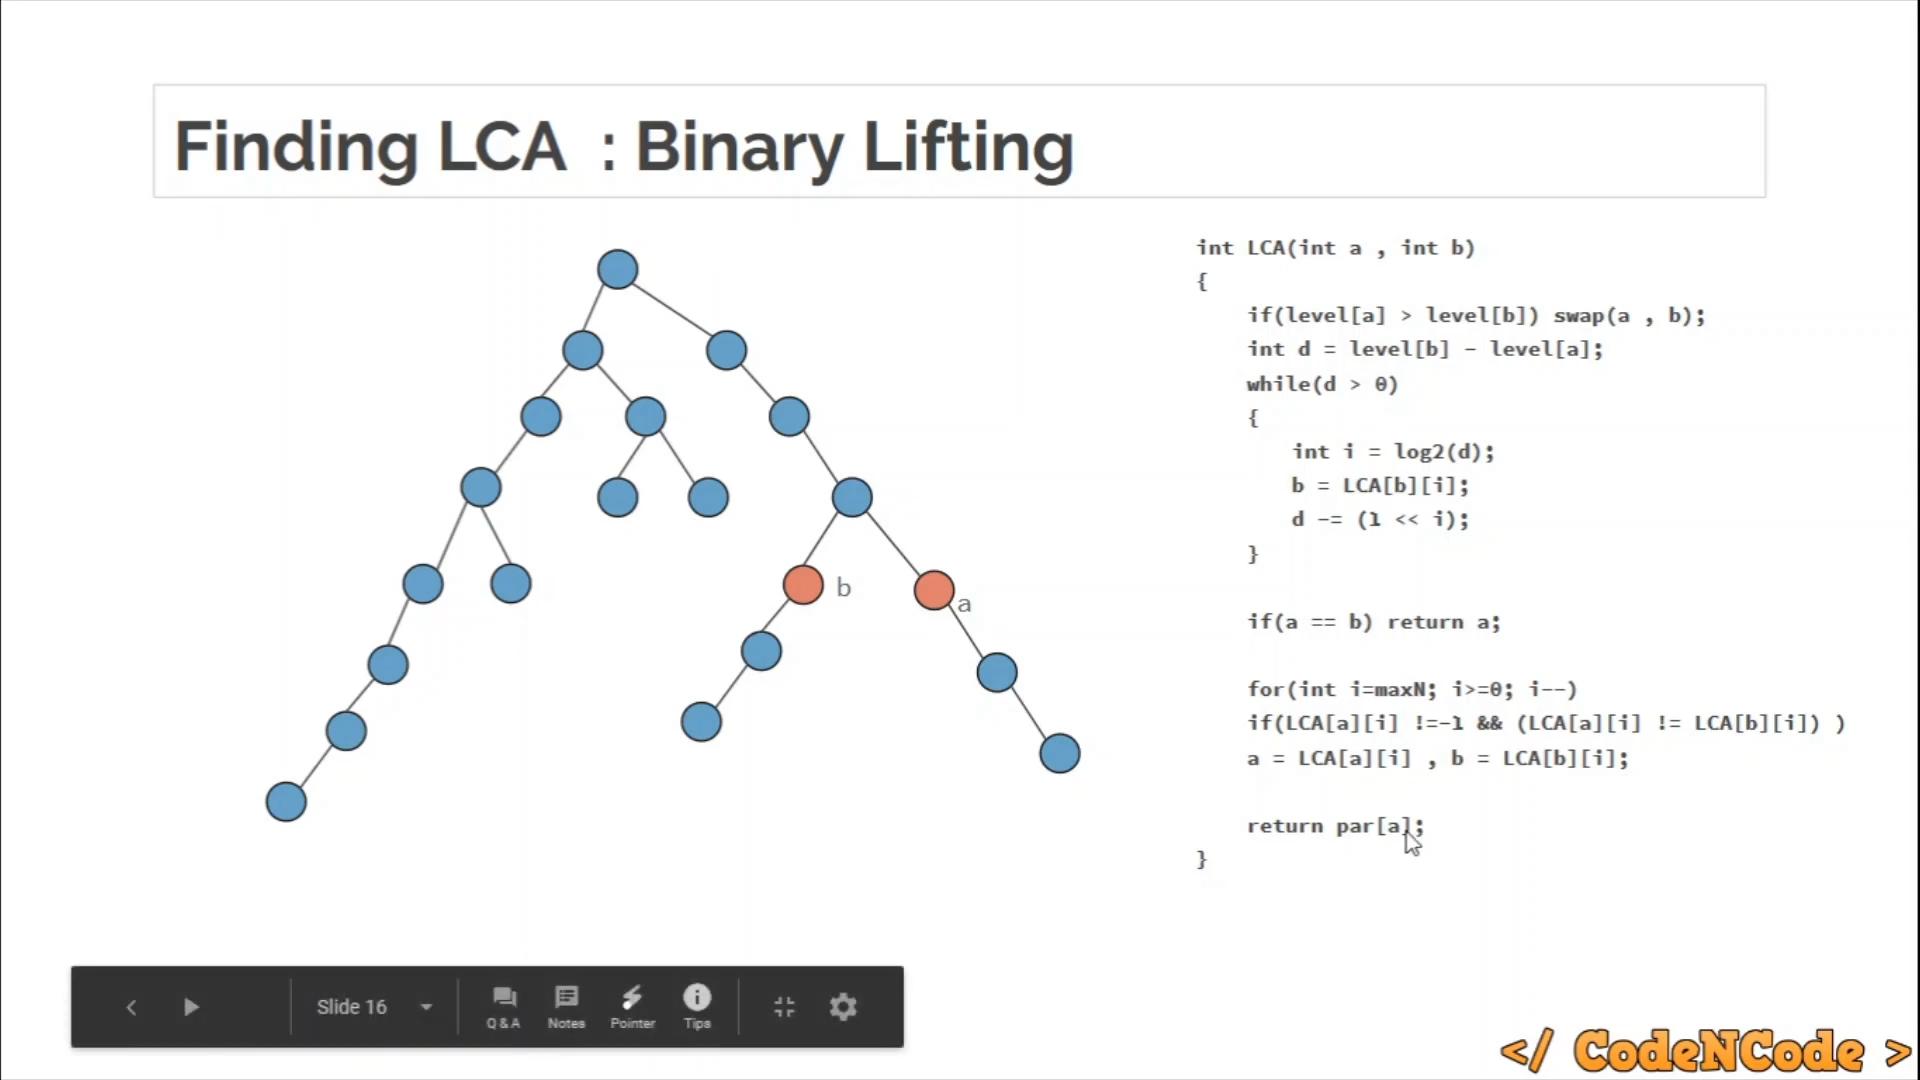 Finding LCA : Binary Lifting
int LCA(int a , int b)
{
if(level[a] > level[b]) swap(a , b);
int d = level[b] - level[a];
while(d > 0)
{
int i = log2(d);
b = LCA[b][i];
d -= (1 << i);
}
if(a == b) return a;
for(int i=maxN; i>=0; i--)
if(LCA[a][i] !=-1 && (LCA[a][i] != LCA[b][i]) )
a = LCA[a][i] , b = LCA[b][i];
return par[a];
}
b
a
Slide 16
Q & A
Notes
Pointer
Tips
</ CodeNCode >